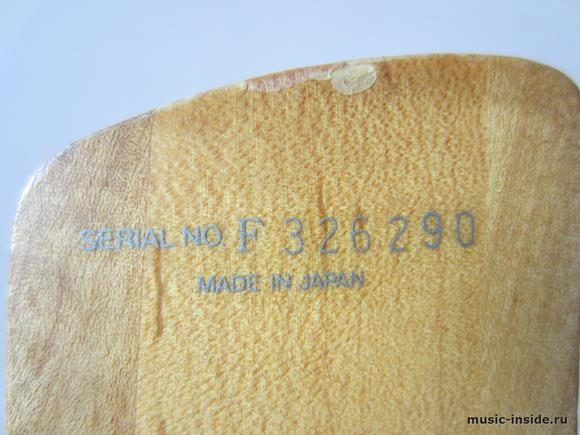 SERIAL NO. F 326290
MADE IN JAPAN
music-inside.ru